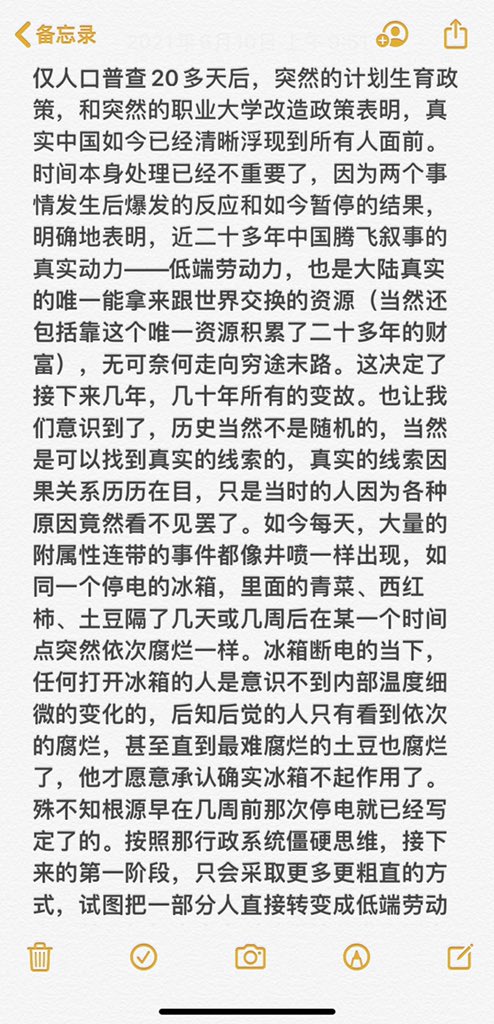 备忘录
仅人口普查20多天后，突然的计划生育政
策，和突然的职业大学改造政策表明，真
实中国如今已经清晰浮现到所有人面前。
时间本身处理已经不重要了，因为两个事
情发生后爆发的反应和如今暂停的结果，
明确地表明，近二十多年中国腾飞叙事的
真实动力——低端劳动力，也是大陆真实
的唯一能拿来跟世界交换的资源（当然还
包括靠这个唯一资源积累了二十多年的财
富），无可奈何走向穷途末路。这决定了
接下来几年，几十年所有的变故。也让我
们意识到了，历史当然不是随机的，当然
是可以找到真实的线索的，真实的线索因
果关系历历在目，只是当时的人因为各种
原因竟然看不见罢了。如今每天，大量的
附属性连带的事件都像井喷一样出现，如
同一个停电的冰箱，里面的青菜、西红
柿、土豆隔了几天或几周后在某一个时间
点突然依次腐烂一样。冰箱断电的当下，
任何打开冰箱的人是意识不到内部温度细
微的变化的，后知后觉的人只有看到依次
的腐烂，甚至直到最难腐烂的土豆也腐烂
了，他才愿意承认确实冰箱不起作用了。
殊不知根源早在几周前那次停电就已经写
定了的。按照那行政系统僵硬思维，接下
来的第一阶段，只会采取更多更粗直的方
式，试图把一部分人直接转变成低端劳动